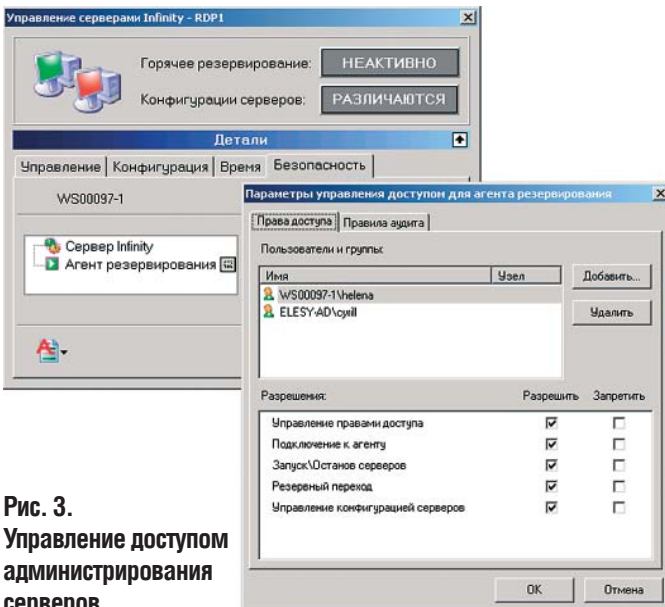 Управление серверами Infinity - RDP1
Горячее резервирование: НЕАКТИВНО
Конфигурации серверов: РАЗЛИЧАЮТСЯ
Детали
Управление Конфигурация Время Безопасность
WS00097-1
Сервер Infinity
Агент резервирования
Параметры управления доступом для агента резервирования
Права доступа Правила аудита
Пользователи и группы:
Имя Узел
\WS00097-1\helena
ELESY-AD\cyrill
Добавить...
Удалить
Разрешения: Разрешить Запретить
Управление правами доступа
Подключение к агенту
Запуск\Останов серверов
Резервный переход
Управление конфигурацией серверов
OK Отмена
Рис. 3.
Управление доступом
администрирования
серверов